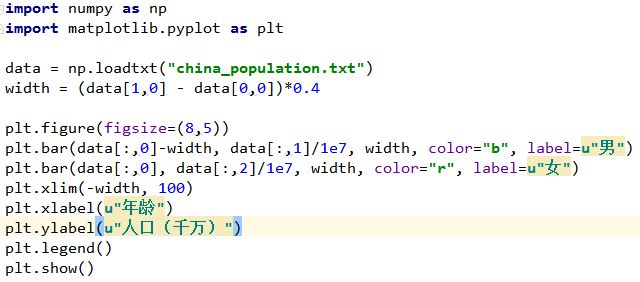 import numpy as np
import matplotlib.pyplot as plt
data = np.loadtxt("china_population.txt")
width = (data[1,0] - data[0,0])*0.4
plt.figure(figsize=(8,5))
plt.bar(data[:,0]-width, data[:,1]/1e7, width, color="b", label=u"男")
plt.bar(data[:,0], data[:,2]/1e7, width, color="r", label=u"女")
plt.xlim(-width, 100)
plt.xlabel(u"年龄")
plt.ylabel(u"人口（千万）")
plt.legend()
plt.show()